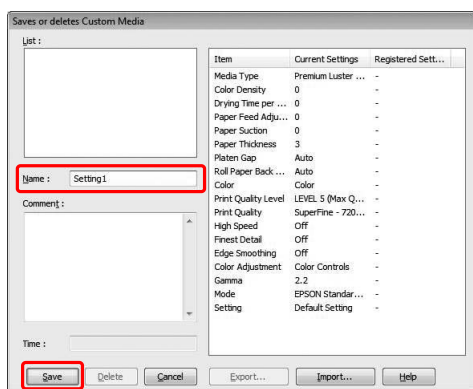 Saves or deletes Custom Media
List :
Name : Setting1
Comment :
Time :
Item Current Settings Registered Sett...
Media Type Premium Luster ... -
Color Density 0 -
Drying Time per ... 0 -
Paper Feed Adju... 0 -
Paper Suction 0 -
Paper Thickness 3 -
Platen Gap Auto -
Roll Paper Back ... Auto -
Color Color -
Print Quality Level LEVEL 5 (Max Q... -
Print Quality SuperFine - 720... -
High Speed Off -
Finest Detail Off -
Edge Smoothing Off -
Color Adjustment Color Controls -
Gamma 2.2 -
Mode EPSON Standar... -
Setting Default Setting -
Save Delete Cancel Export... Import... Help